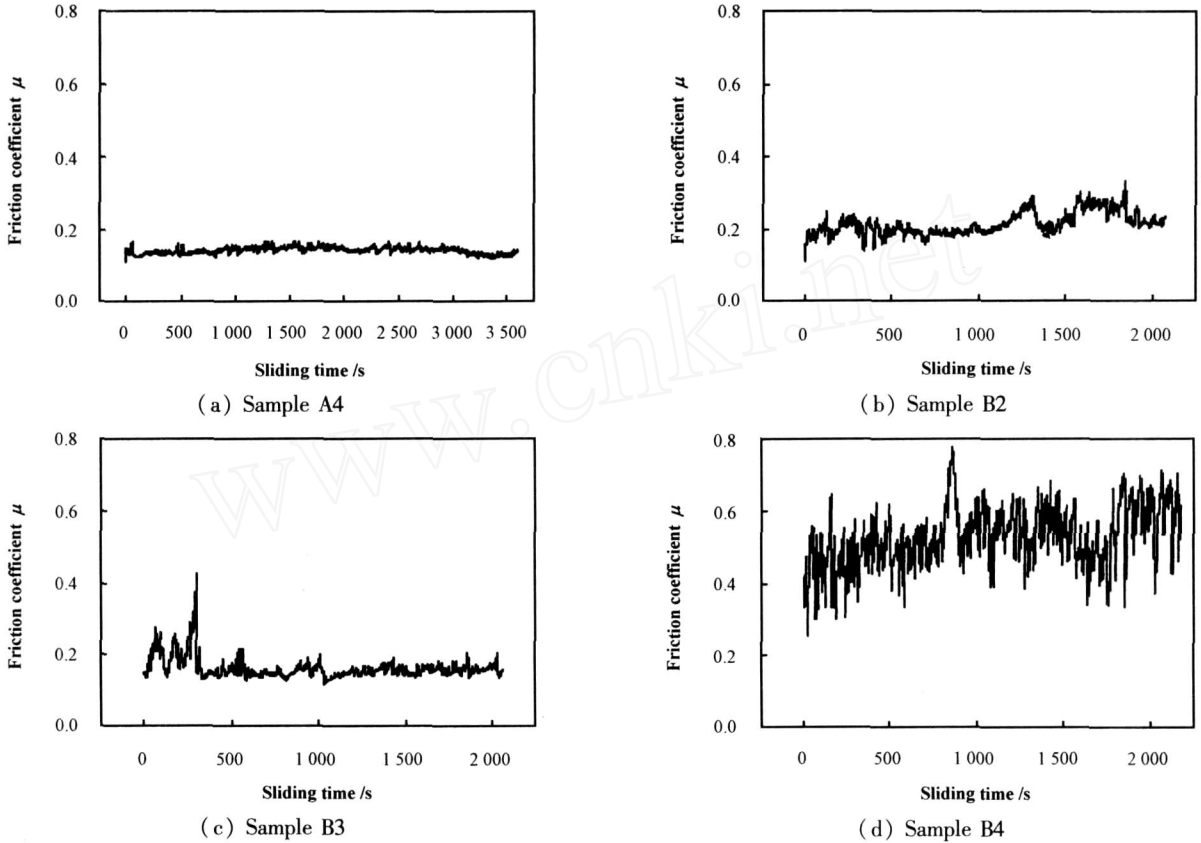 0.8
0.6
0.4
0.2
0.0
Friction coefficient μ
0 500 1 000 1 500 2 000 2 500 3 000 3 500
Sliding time /s
(a) Sample A4
0.8
0.6
0.4
0.2
0.0
Friction coefficient μ
0 500 1 000 1 500 2 000
Sliding time /s
(b) Sample B2
0.8
0.6
0.4
0.2
0.0
Friction coefficient μ
0 500 1 000 1 500 2 000
Sliding time /s
(c) Sample B3
0.8
0.6
0.4
0.2
0.0
Friction coefficient μ
0 500 1 000 1 500 2 000
Sliding time /s
(d) Sample B4
www.cnki.net